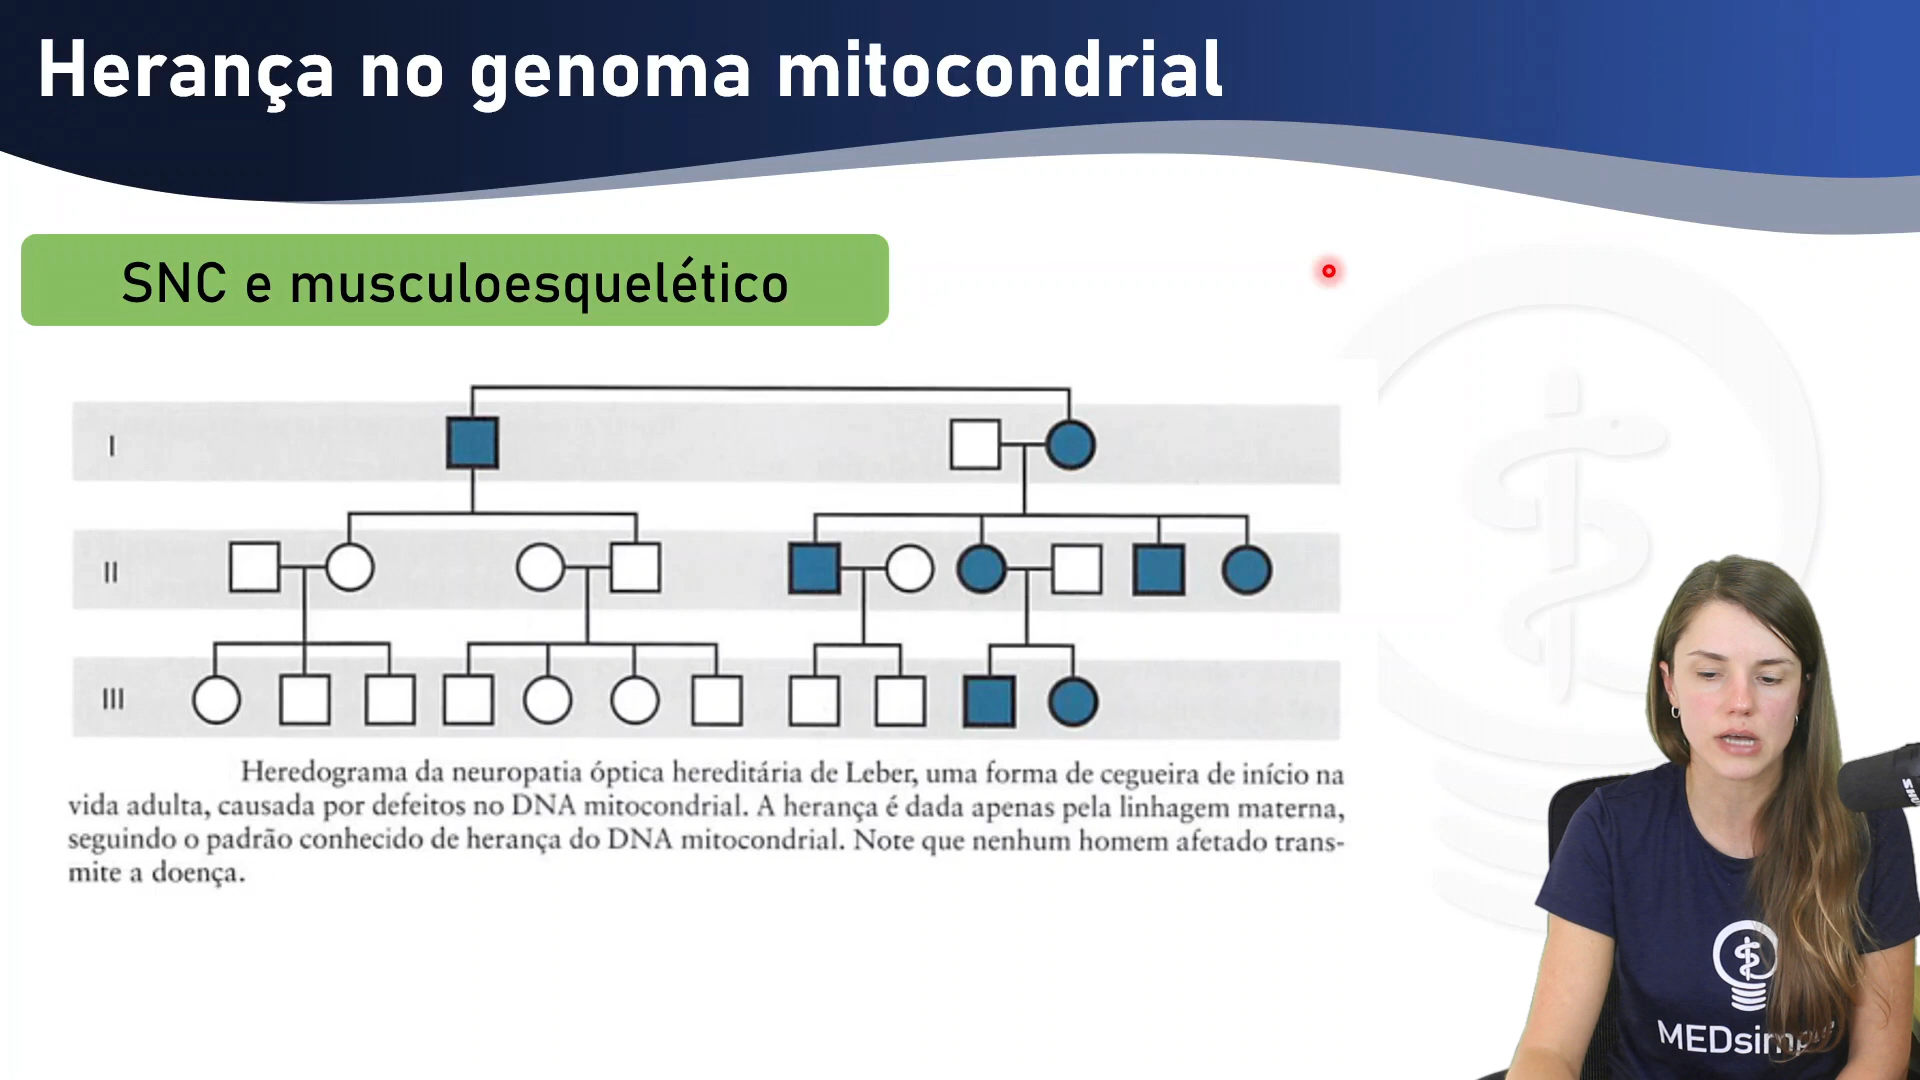 Herança no genoma mitocondrial
SNC e musculoesquelético
I
II
III
Heredograma da neuropatia óptica hereditária de Leber, uma forma de cegueira de início na
vida adulta, causada por defeitos no DNA mitocondrial. A herança é dada apenas pela linhagem materna,
seguindo o padrão conhecido de herança do DNA mitocondrial. Note que nenhum homem afetado trans-
mite a doença.
MEDsimple